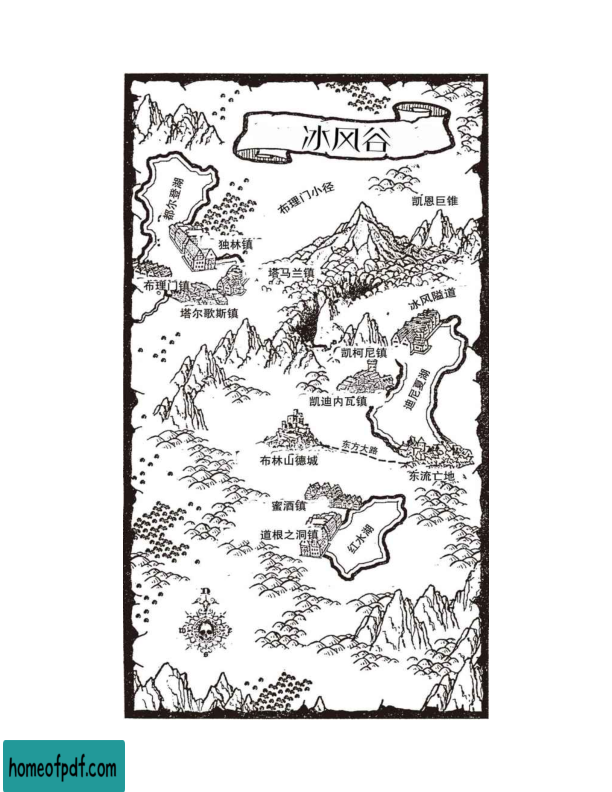 冰风谷
都尔登湖
布理门小径
凯恩巨锥
独林镇
塔马兰镇
布理门镇
塔尔歌斯镇
冰风隘道
凯柯尼镇
凯迪内瓦镇
迪尼夏湖
布林山德城
东方大路
东流亡地
蜜酒镇
道根之洞镇
红水湖
homeofpdf.com